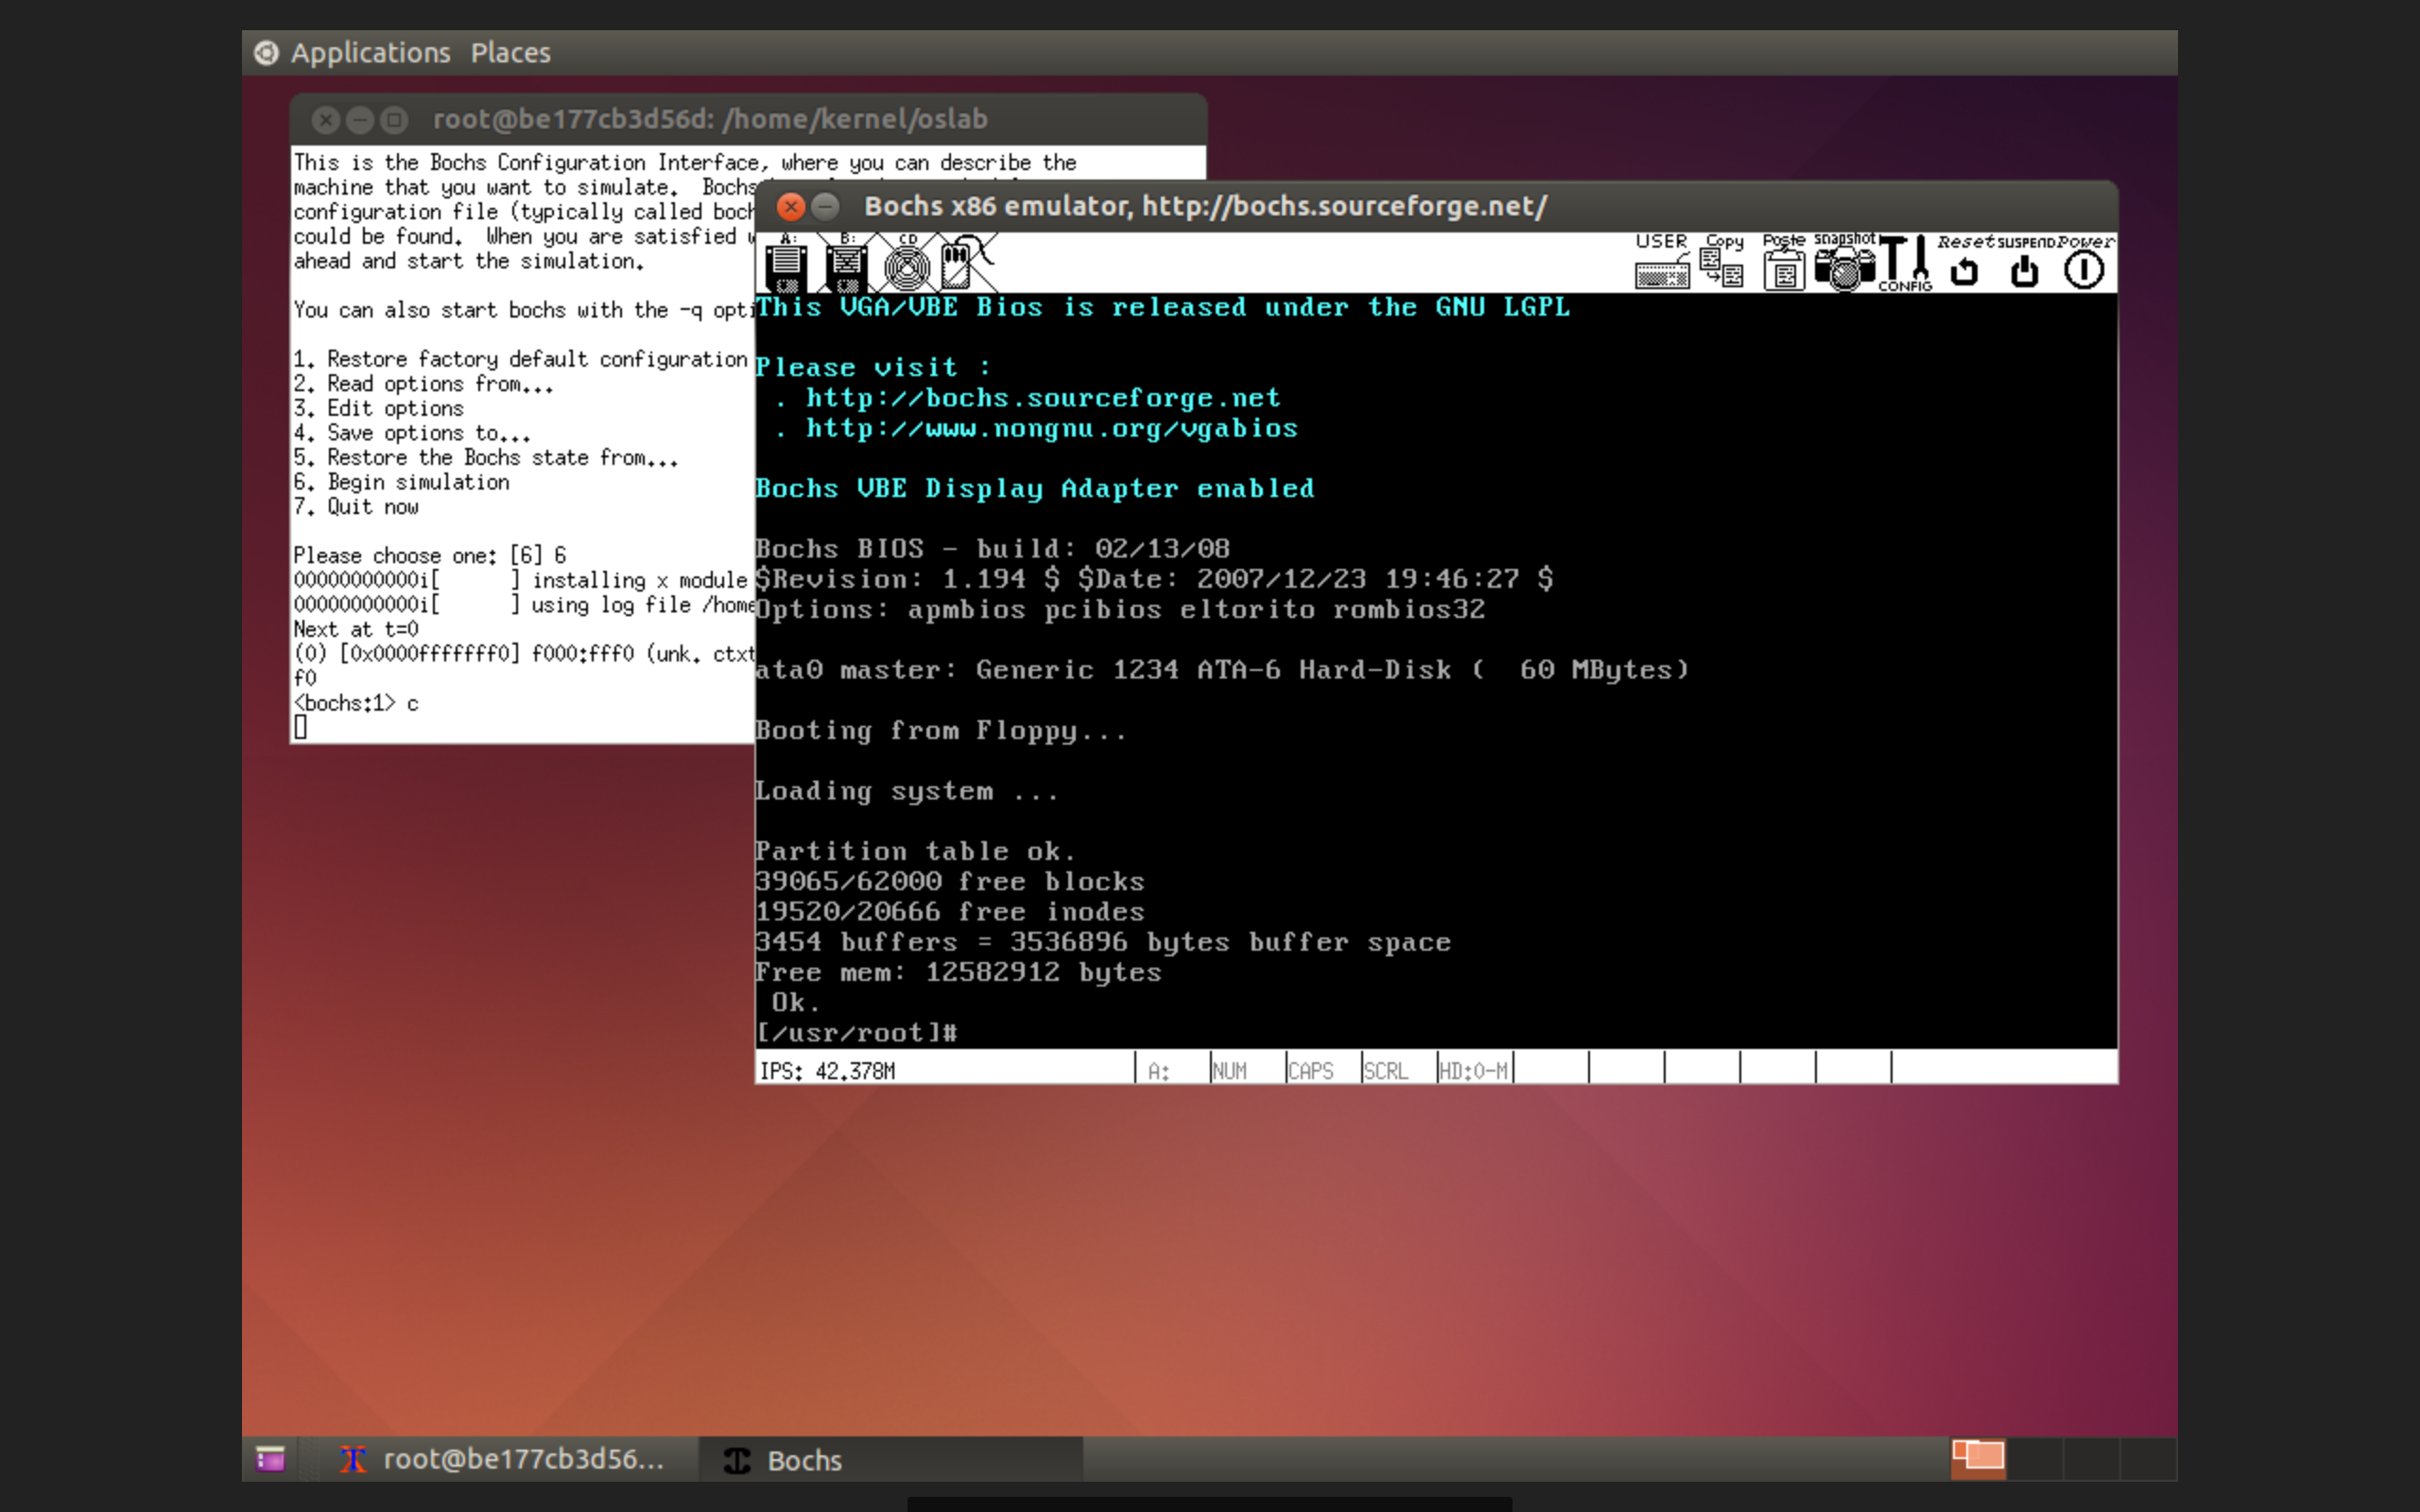 Applications Places
root@be177cb3d56d: /home/kernel/oslab
This is the Bochs Configuration Interface, where you can describe the
machine that you want to simulate. Bochs
configuration file (typically called boch
could be found. When you are satisfied w
ahead and start the simulation.
You can also start bochs with the -q opti
1. Restore factory default configuration
2. Read options from...
3. Edit options
4. Save options to...
5. Restore the Bochs state from...
6. Begin simulation
7. Quit now
Please choose one: [6] 6
00000000000i[      ] installing x module
00000000000i[      ] using log file /home
Next at t=0
(0) [0x0000fffffff0] f000:fff0 (unk. ctxt
f0
<bochs:1> c
Bochs x86 emulator, http://bochs.sourceforge.net/
A: B: CD USER Copy Paste snapshot CONFIG Reset SUSPEND Power
This VGA/VBE Bios is released under the GNU LGPL
Please visit :
. http://bochs.sourceforge.net
. http://www.nongnu.org/vgabios
Bochs VBE Display Adapter enabled
Bochs BIOS - build: 02/13/08
$Revision: 1.194 $ $Date: 2007/12/23 19:46:27 $
Options: apmbios pcibios eltorito rombios32
ata0 master: Generic 1234 ATA-6 Hard-Disk (  60 MBytes)
Booting from Floppy...
Loading system ...
Partition table ok.
39065/62000 free blocks
19520/20666 free inodes
3454 buffers = 3536896 bytes buffer space
Free mem: 12582912 bytes
Ok.
[/usr/root]#
IPS: 42.378M A: NUM CAPS SCRL HD:0-M
root@be177cb3d56... Bochs